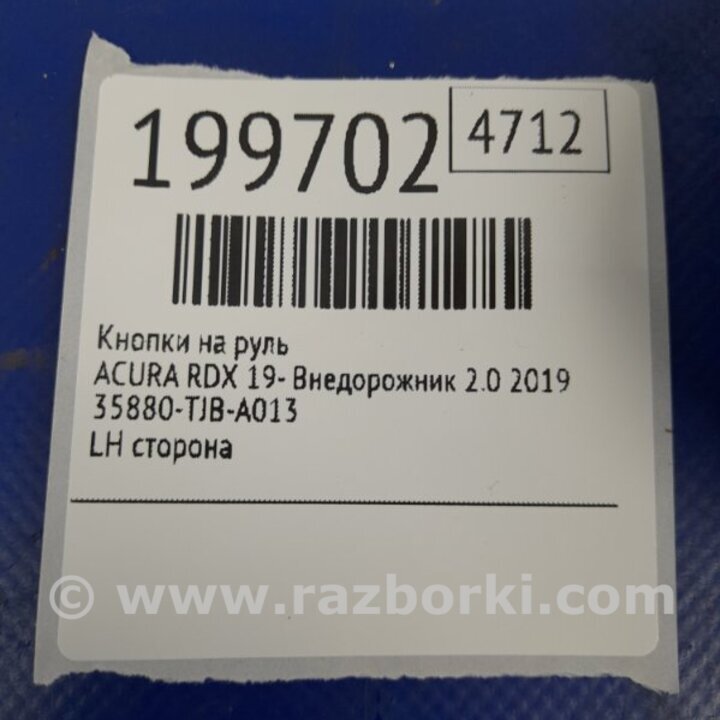 199702 4712
Кнопки на руль
ACURA RDX 19- Внедорожник 2.0 2019
35880-TJB-A013
LH сторона
© www.razborki.com